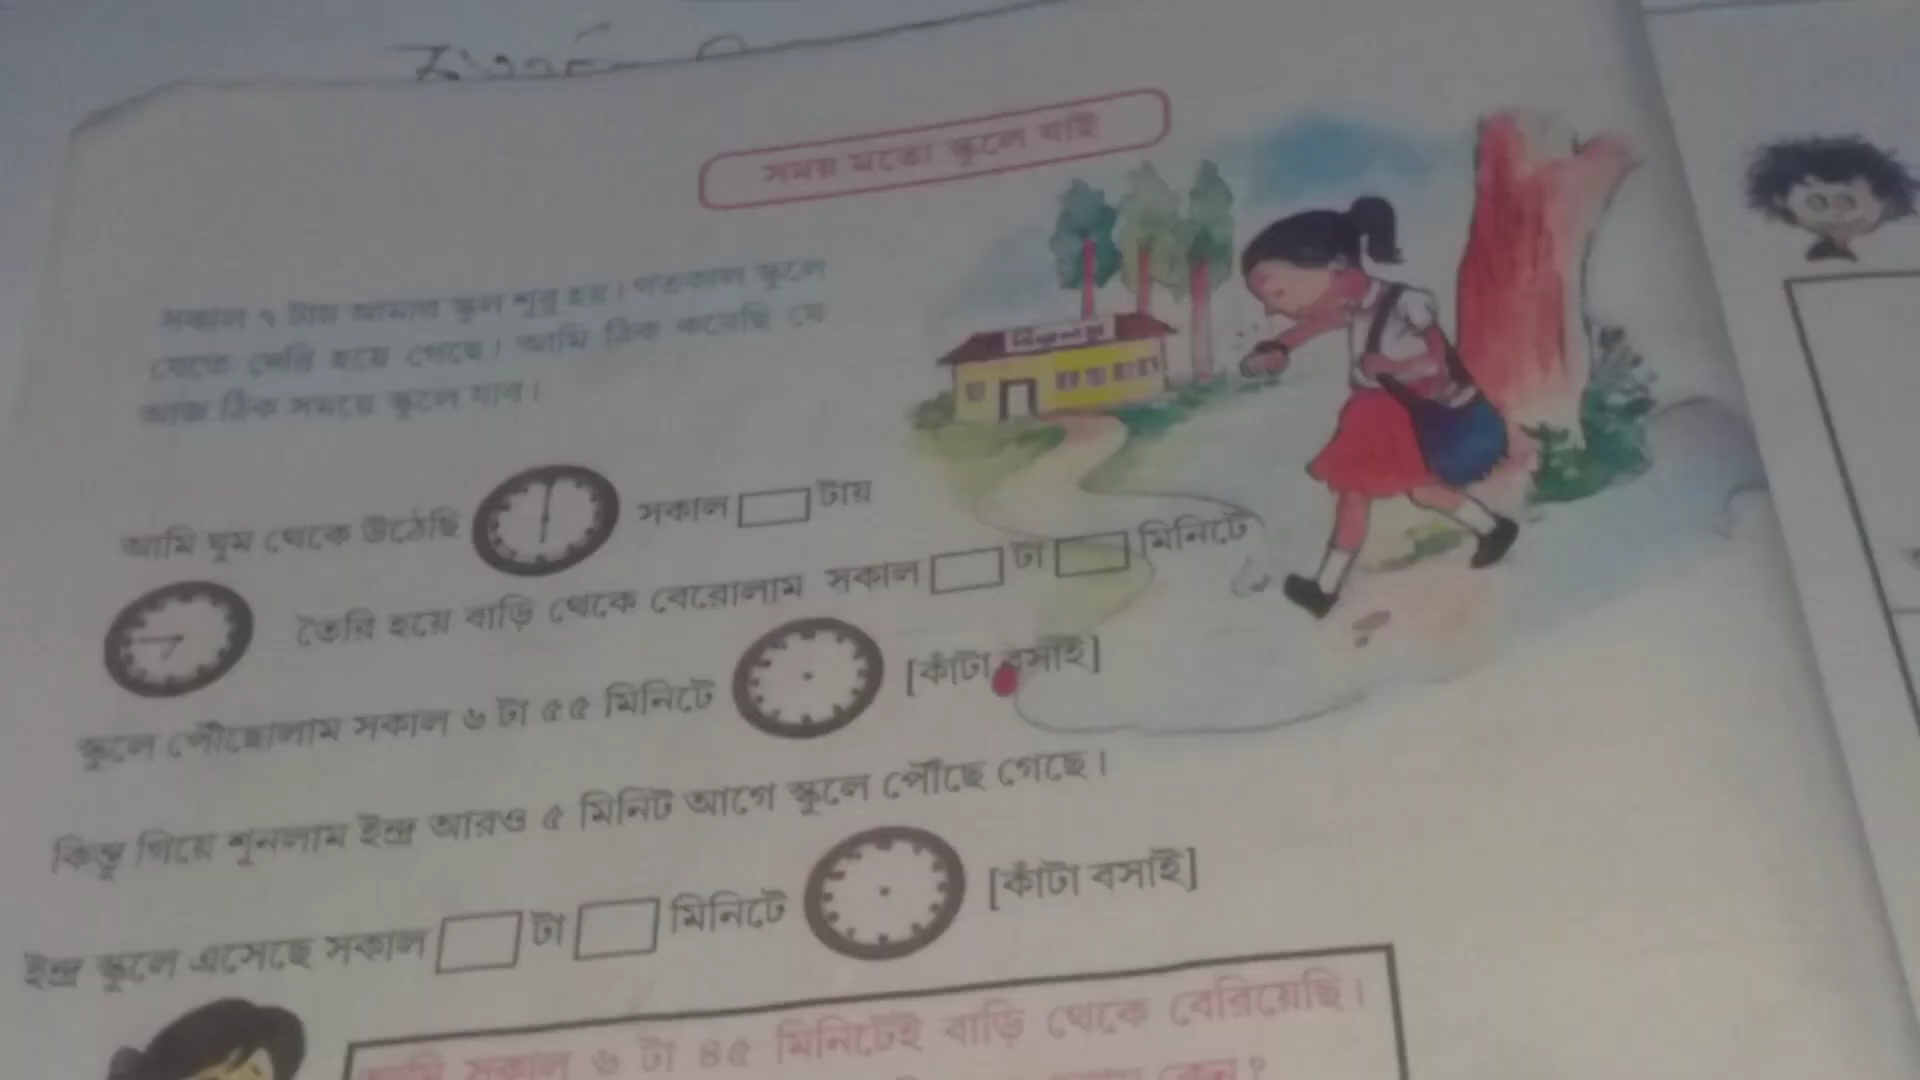 সময় মতো স্কুলে যাই
সকাল ৭ টায় আমার স্কুল শুরু হয়। গতকাল স্কুলে
যেতে দেরি হয়ে গেছে। আমি ঠিক করেছি যে
আজ ঠিক সময়ে স্কুলে যাব।
আমি ঘুম থেকে উঠেছি সকাল টায়
তৈরি হয়ে বাড়ি থেকে বেরোলাম সকাল টা মিনিটে
স্কুলে পৌঁছোলাম সকাল ৬ টা ৫৫ মিনিটে [কাঁটা বসাই]
কিন্তু গিয়ে শুনলাম ইন্দ্র আরও ৫ মিনিট আগে স্কুলে পৌঁছে গেছে।
ইন্দ্র স্কুলে এসেছে সকাল টা মিনিটে [কাঁটা বসাই]
আমি সকাল ৬ টা ৪৫ মিনিটেই বাড়ি থেকে বেরিয়েছি।